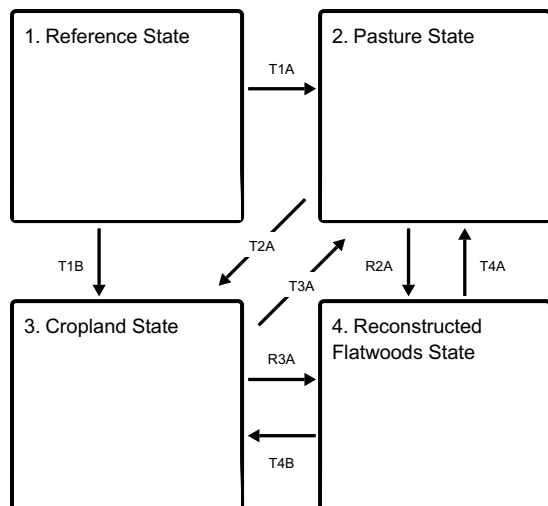 1. Reference State
2. Pasture State
T1A
T2A
T1B
T3A
R2A
T4A
3. Cropland State
4. Reconstructed
Flatwoods State
R3A
T4B